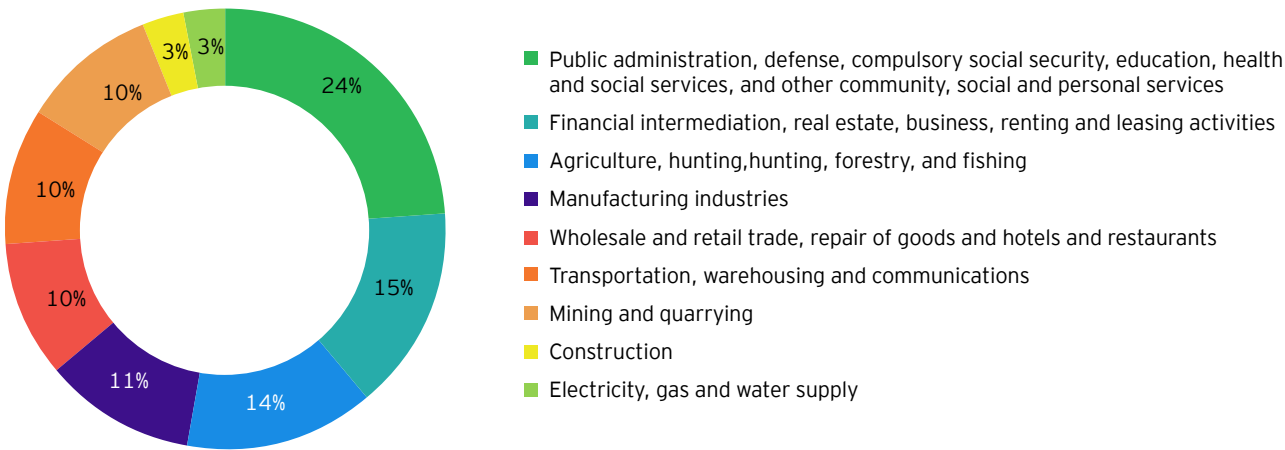 3%
3%
24%
10%
10%
10%
11%
14%
15%
Public administration, defense, compulsory social security, education, health
and social services, and other community, social and personal services
Financial intermediation, real estate, business, renting and leasing activities
Agriculture, hunting,hunting, forestry, and fishing
Manufacturing industries
Wholesale and retail trade, repair of goods and hotels and restaurants
Transportation, warehousing and communications
Mining and quarrying
Construction
Electricity, gas and water supply